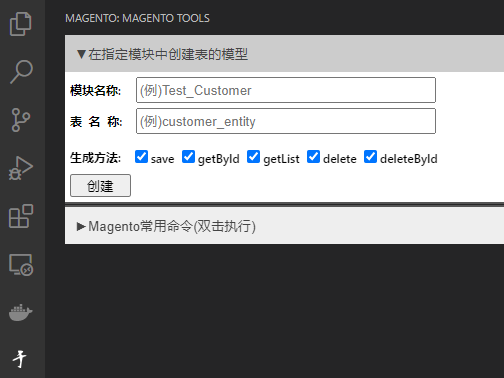 MAGENTO: MAGENTO TOOLS
▼在指定模块中创建表的模型
模块名称: (例)Test_Customer
表 名 称: (例)customer_entity
生成方法: save getById getList delete deleteById
创建
►Magento常用命令(双击执行)